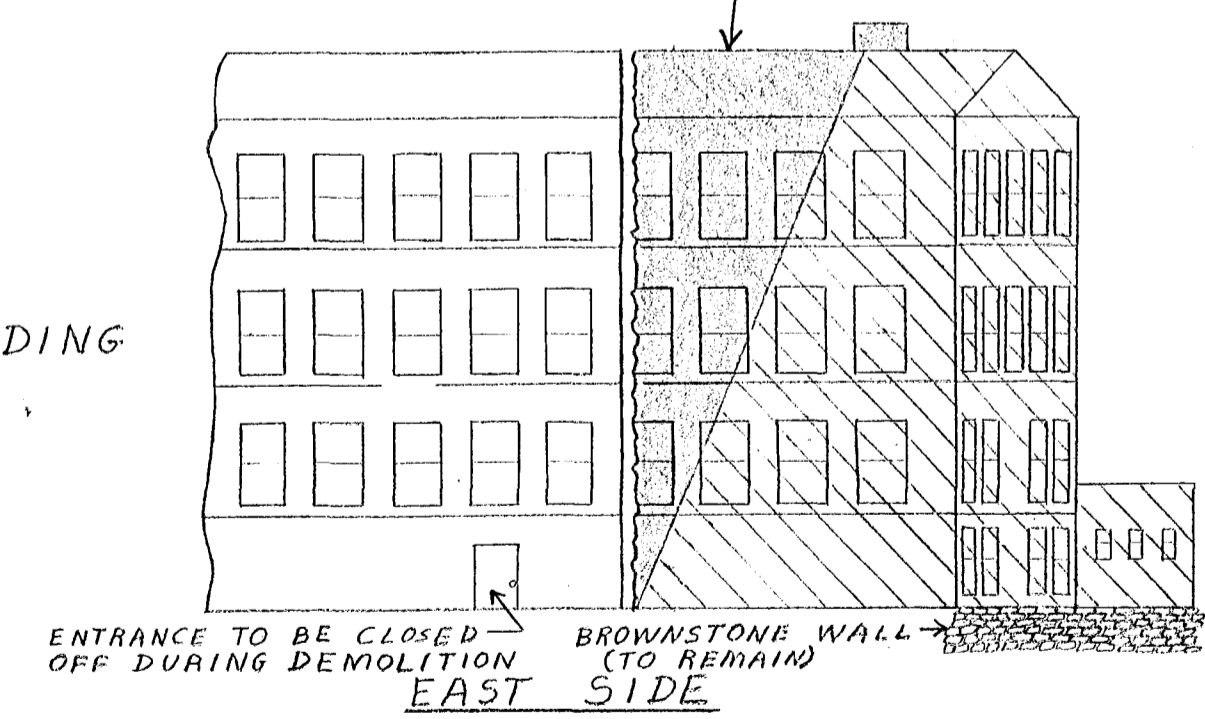 DING
ENTRANCE TO BE CLOSED
OFF DURING DEMOLITION
BROWNSTONE WALL
(TO REMAIN)
EAST SIDE